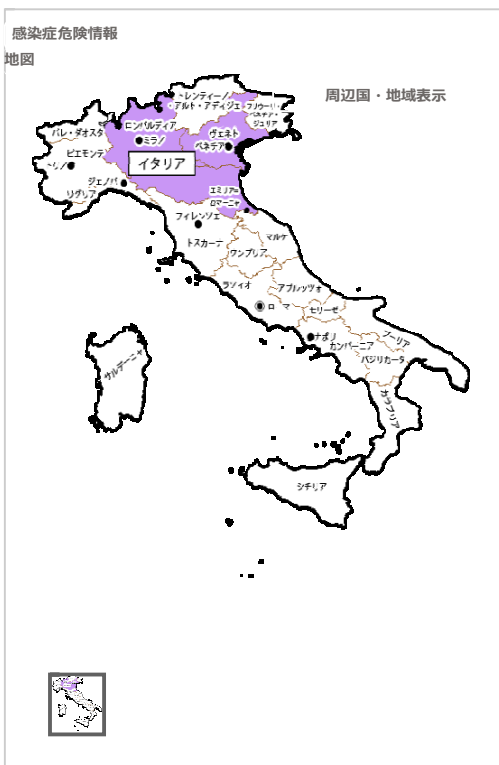 感染症危険情報
地図
周辺国・地域表示
トレンティーノ
・アルト・アディジェ
フリウーリ・
ジュリア
バレ・ダオスタ
ロンバルディア
ミラノ
ヴェネト
ベネチア
ピエモンテ
トリノ
イタリア
ジェノバ
リグリア
エミリア=
ロマーニャ
フィレンツェ
トスカーナ
マルケ
ウンブリア
ラツィオ
アブルッツォ
ローマ
モリーゼ
ナポリ
カンパーニア
プーリア
バジリカータ
サルデーニャ
カラブリア
シチリア